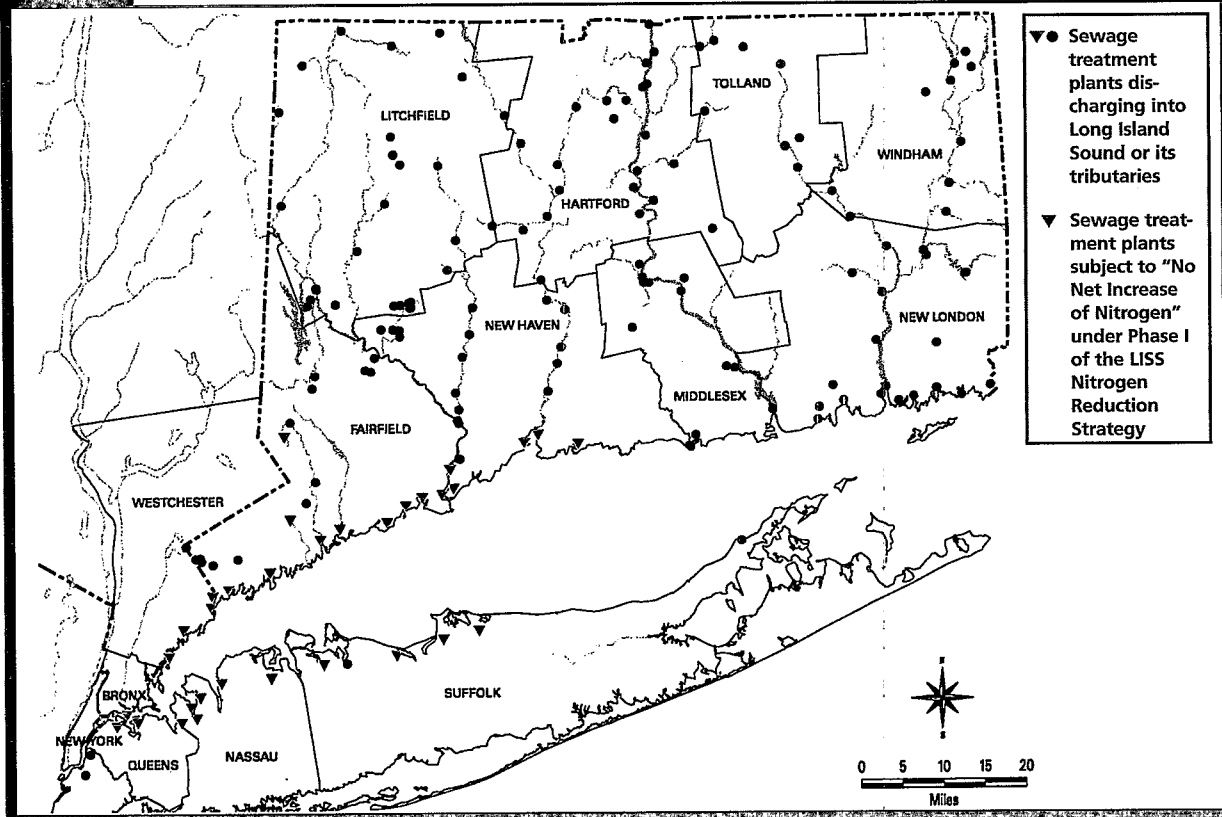 Sewage
treatment
plants dis-
charging into
Long Island
Sound or its
tributaries
Sewage treat-
ment plants
subject to “No
Net Increase
of Nitrogen”
under Phase I
of the LISS
Nitrogen
Reduction
Strategy
TOLLAND
LITCHFIELD
WINDHAM
HARTFORD
NEW LONDON
NEW HAVEN
MIDDLESEX
FAIRFIELD
WESTCHESTER
SUFFOLK
BRONX
NEW YORK
QUEENS
NASSAU
0 5 10 15 20
Miles